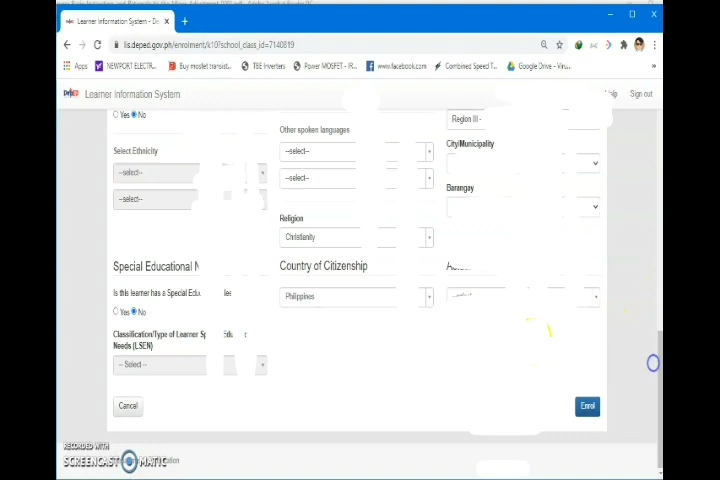 Learner Information System - De
lis.deped.gov.ph/enrolment/k10?school_class_id=7140819
Apps
NEWPORT ELECTR...
Buy mosfet transist...
TBE Inverters
Power MOSFET - IR...
www.facebook.com
Combined Speed T...
Google Drive - Viru...
»
DepED Learner Information System
Sign out
Yes No
Other spoken languages
Region III -
Select Ethnicity
City/Municipality
--select--
--select--
Barangay
--select--
--select--
Religion
Christianity
Special Educational N
Country of Citizenship
Is this learner has a Special Edu
Philippines
Yes No
Classification/Type of Learner Sp
Needs (LSEN)
-- Select --
Cancel
Enrol
RECORDED WITH
SCREENCAST MATIC